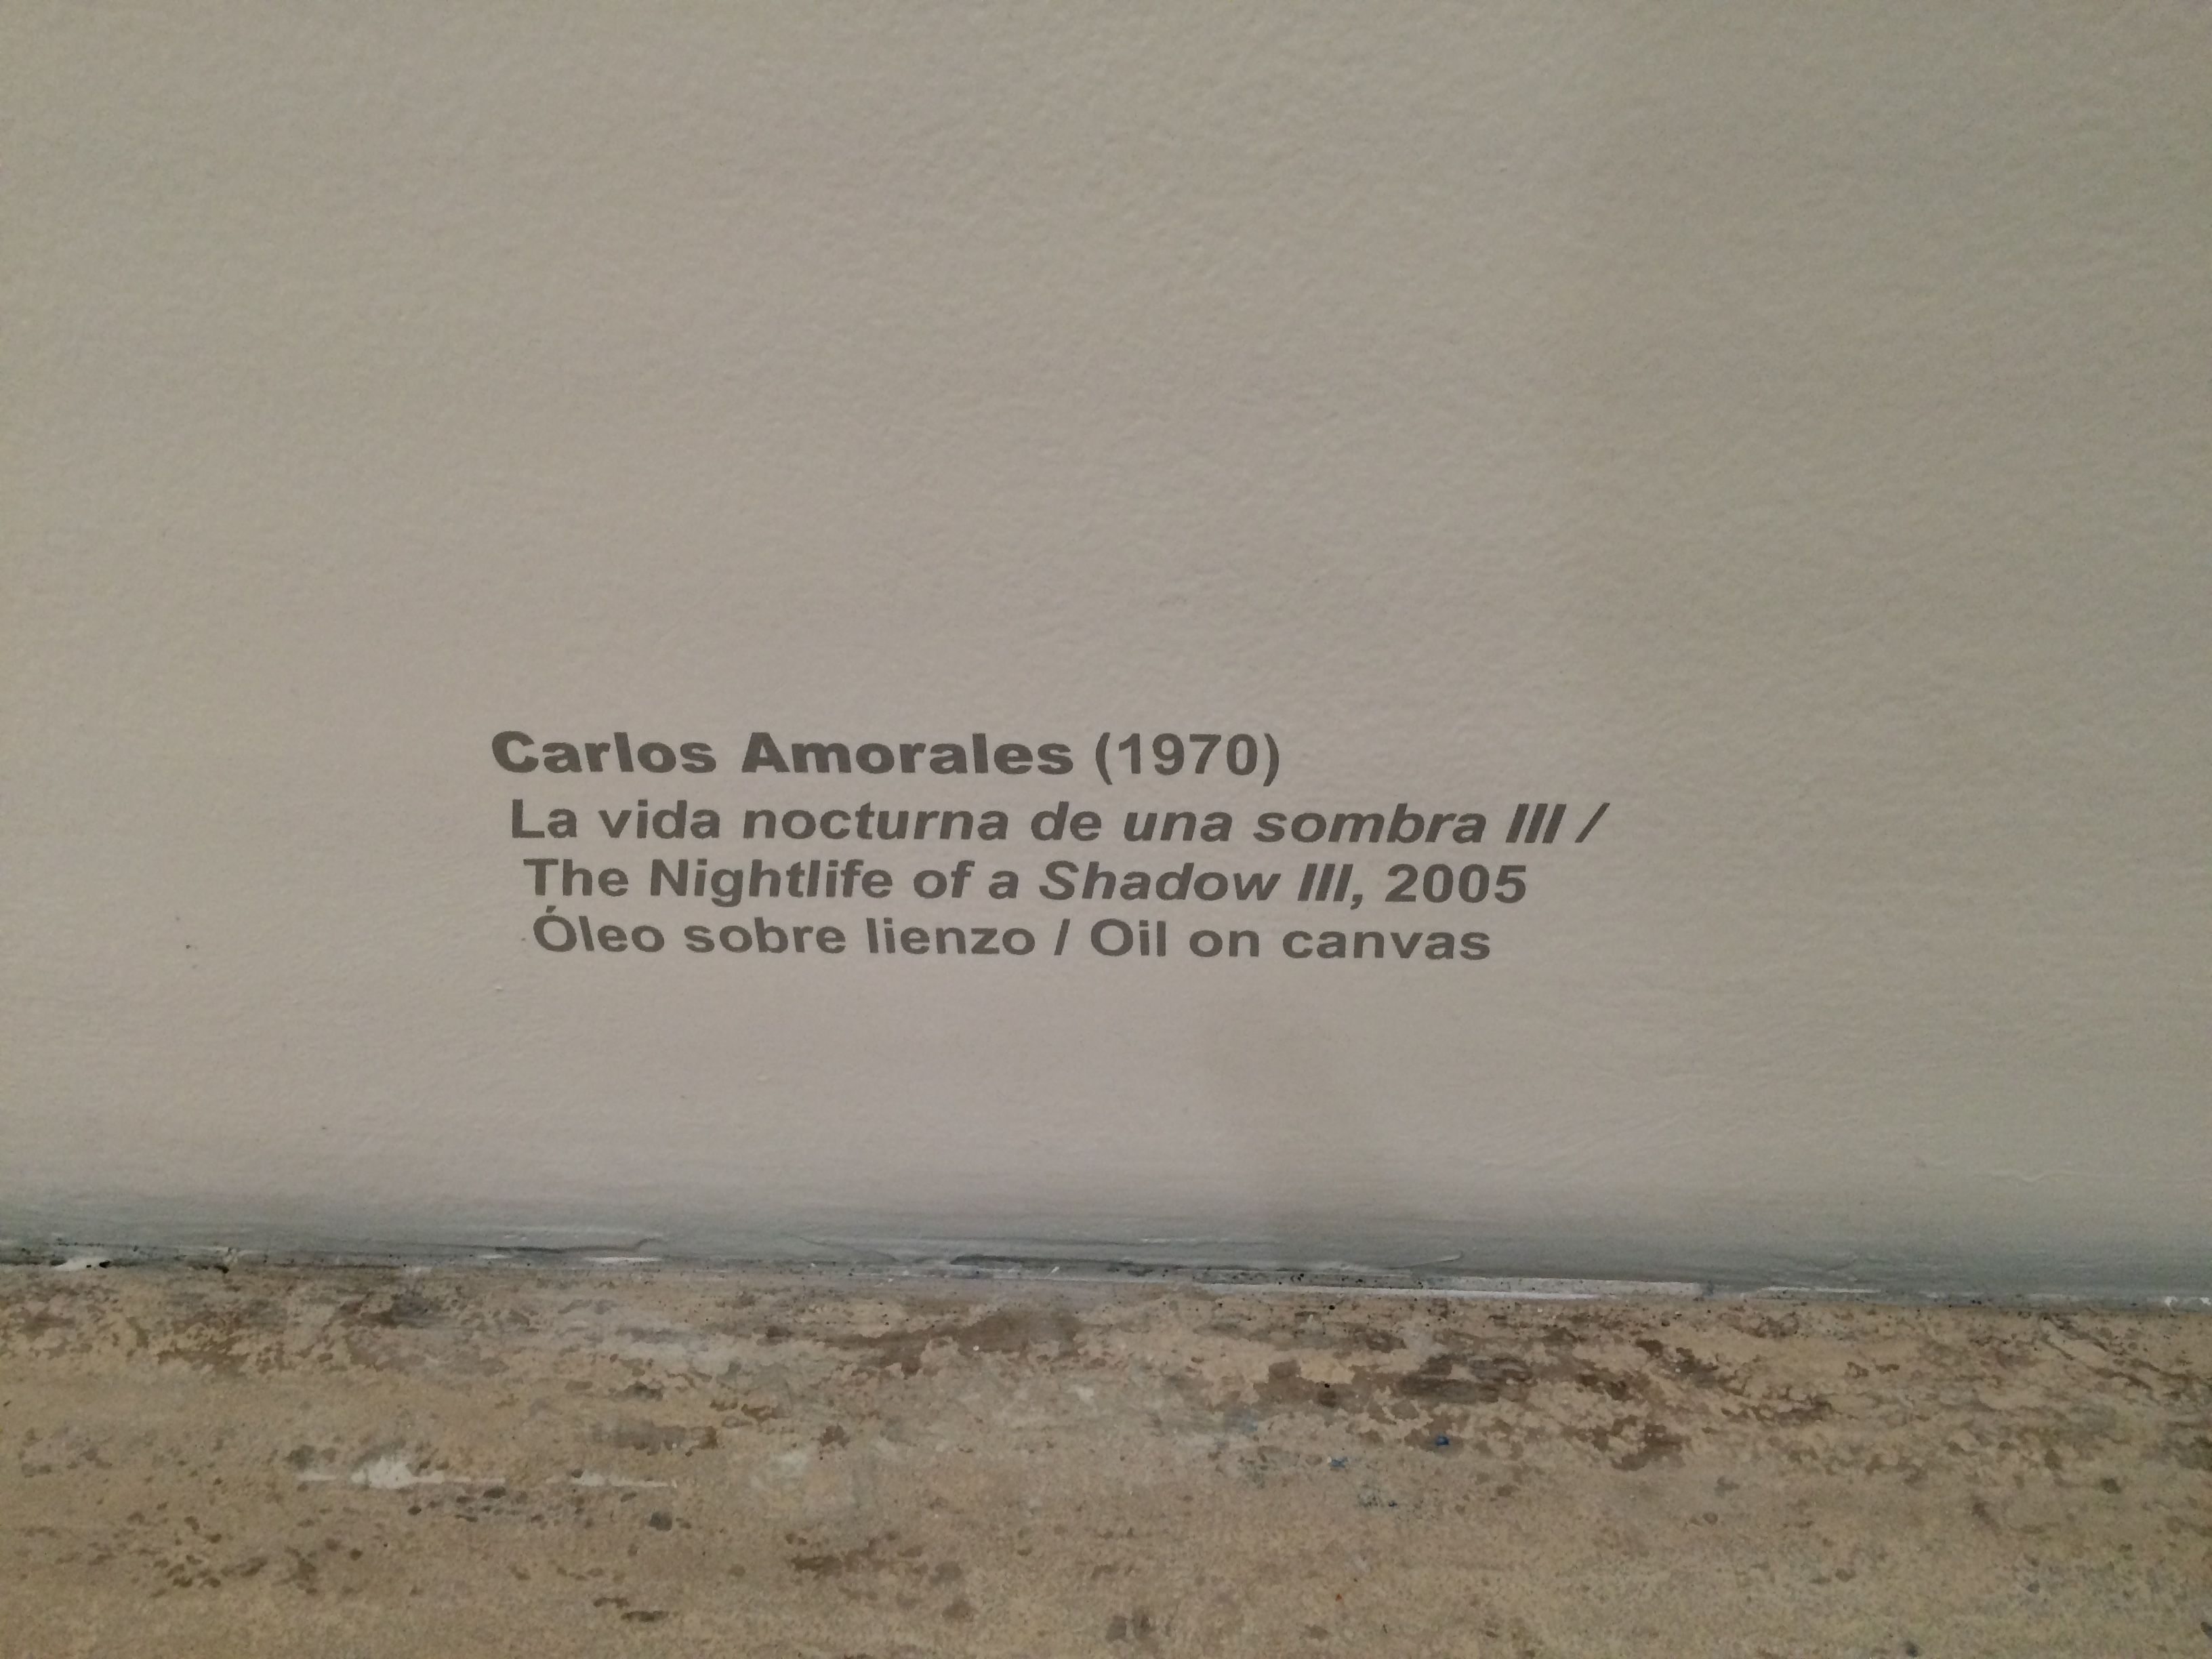 Carlos Amorales (1970)
La vida nocturna de una sombra III /
The Nightlife of a Shadow III, 2005
Óleo sobre lienzo / Oil on canvas